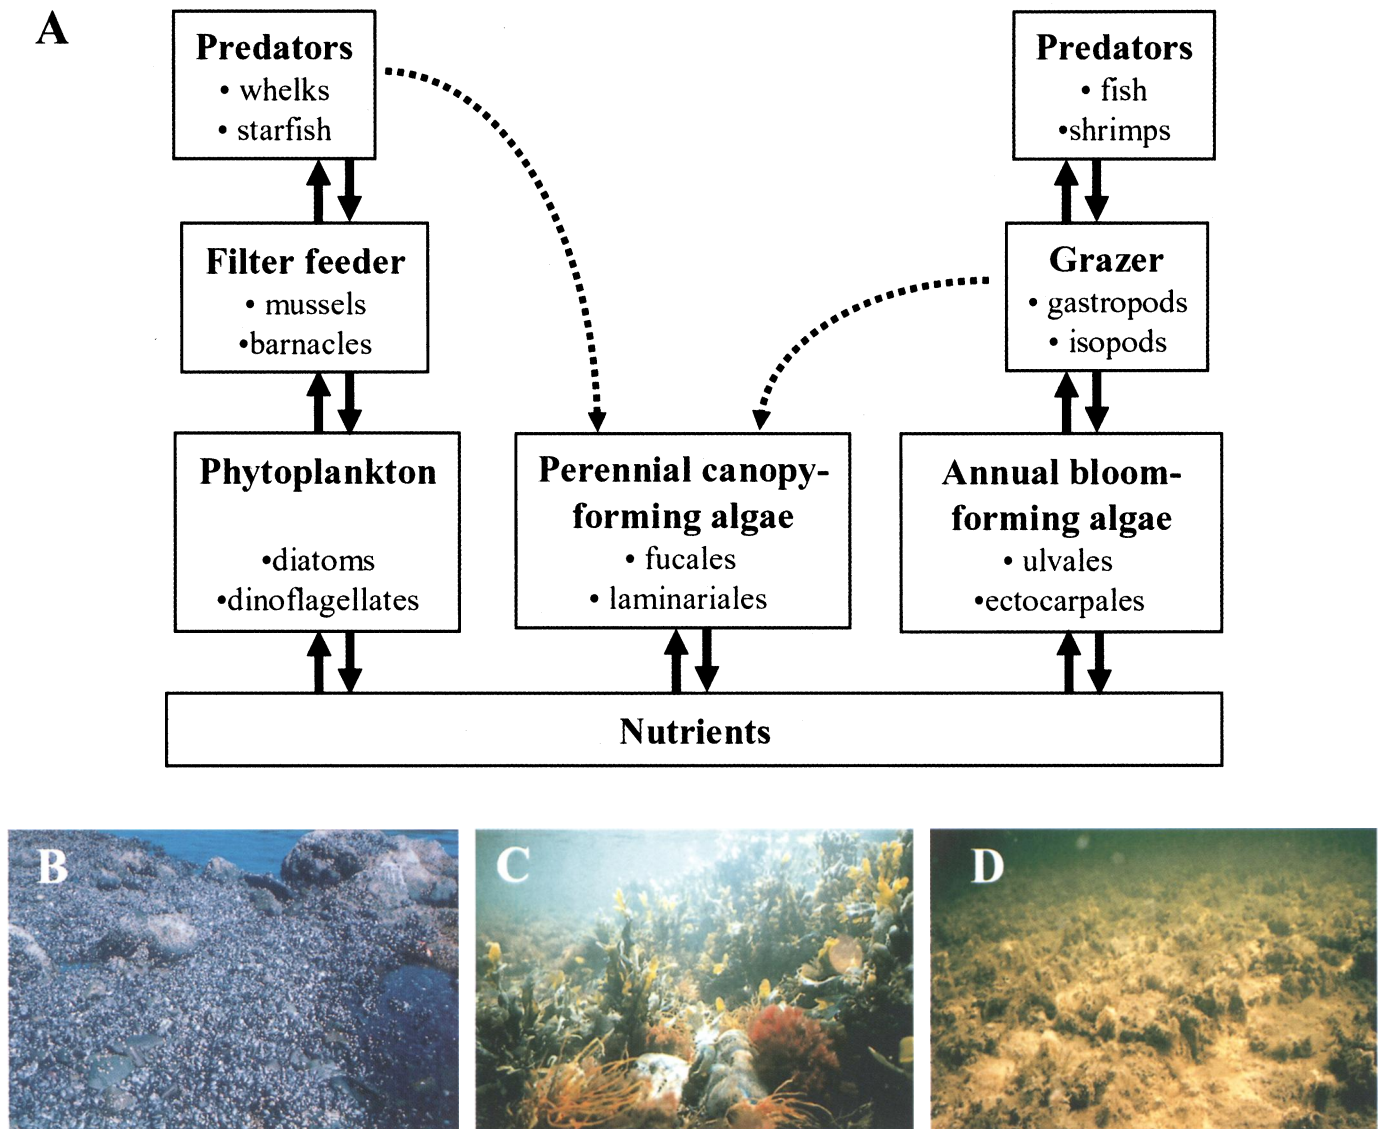 A
Predators
• whelks
• starfish
Predators
• fish
•shrimps
Filter feeder
• mussels
•barnacles
Grazer
• gastropods
• isopods
Phytoplankton
•diatoms
•dinoflagellates
Perennial canopy-
forming algae
• fucales
• laminariales
Annual bloom-
forming algae
• ulvales
•ectocarpales
Nutrients
B
C
D